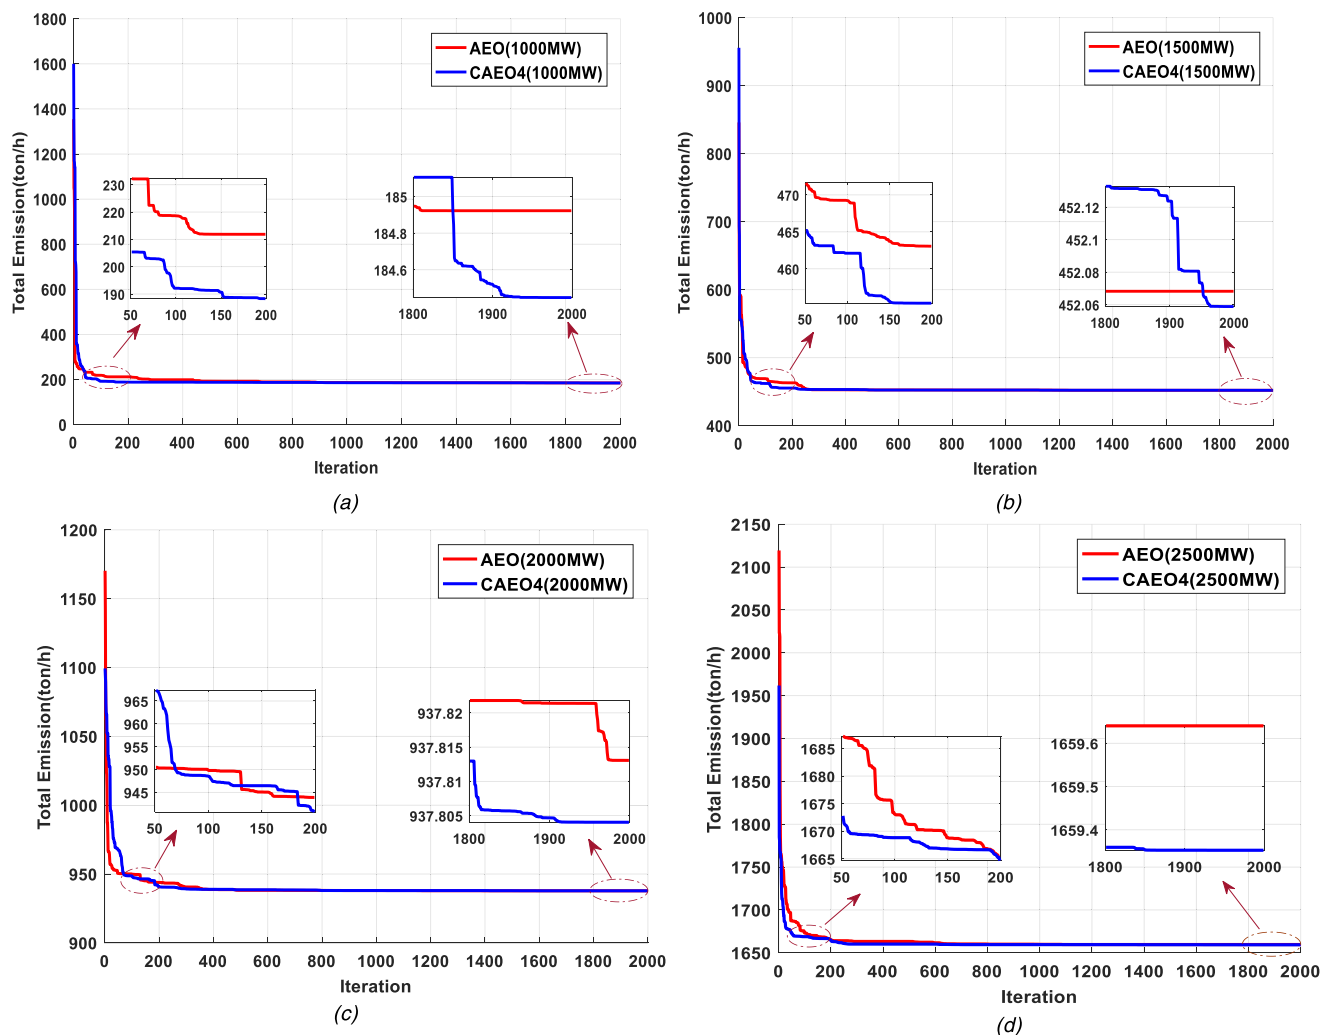 (a)
1800
1600
1400
1200
1000
800
600
400
200
0
Total Emission(ton/h)
AEO(1000MW)
CAEO4(1000MW)
230
220
210
200
190
50 100 150 200
185
184.8
184.6
1800 1900 2000
0 200 400 600 800 1000 1200 1400 1600 1800 2000
Iteration
(a)
(b)
1000
900
800
700
600
500
400
Total Emission(ton/h)
AEO(1500MW)
CAEO4(1500MW)
470
465
460
50 100 150 200
452.12
452.1
452.08
452.06
1800 1900 2000
0 200 400 600 800 1000 1200 1400 1600 1800 2000
Iteration
(b)
1200
1150
1100
1050
1000
950
900
Total Emission(ton/h)
AEO(2000MW)
CAEO4(2000MW)
965
960
955
950
945
50 100 150 200
937.82
937.815
937.81
937.805
1800 1900 2000
0 200 400 600 800 1000 1200 1400 1600 1800 2000
Iteration
(c)
2150
2100
2050
2000
1950
1900
1850
1800
1750
1700
1650
Total Emission(ton/h)
AEO(2500MW)
CAEO4(2500MW)
1685
1680
1675
1670
1665
50 100 150 200
1659.6
1659.5
1659.4
1800 1900 2000
0 200 400 600 800 1000 1200 1400 1600 1800 2000
Iteration
(d)